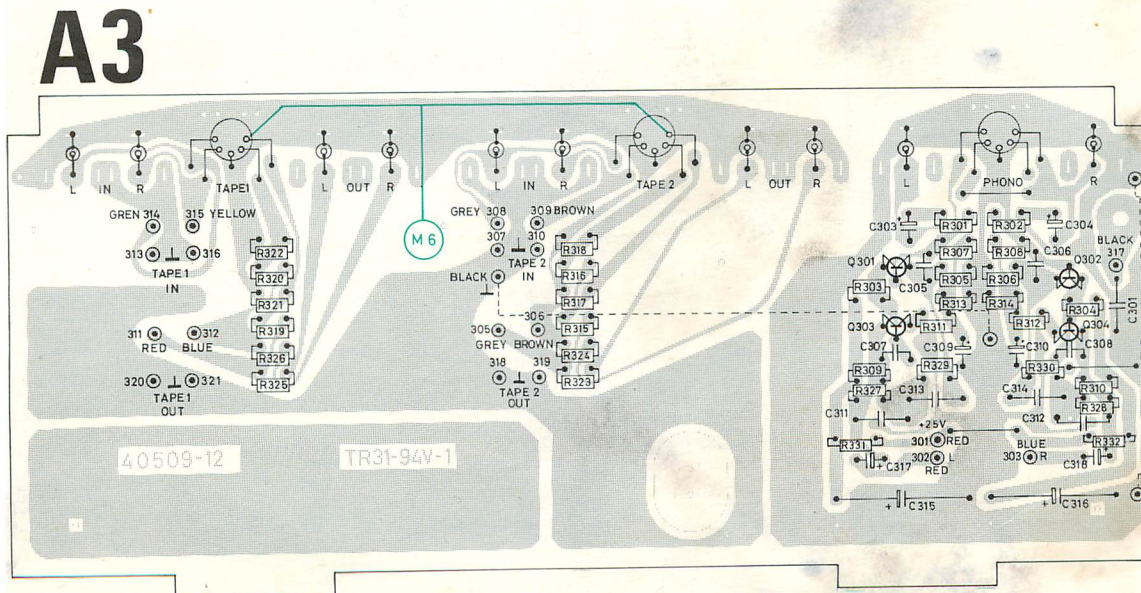 A3
L IN R TAPE1 L OUT R
L IN R TAPE 2 L OUT R
L PHONO R
GREN 314 315 YELLOW
313 316
TAPE 1
IN
R322
R320
R321
R319
R326
R325
311 312
RED BLUE
320 321
TAPE 1
OUT
M 6
GREY 308 309 BROWN
307 310
TAPE 2
IN
BLACK
306
305
GREY BROWN
318 319
TAPE 2
OUT
R318
R316
R317
R315
R324
R323
C303 + R301 R302 + C304
R307 R308 C306
BLACK
317
Q301 C305 R305 R306 Q302
R303 R313 R314 R304 C301
Q303 R311 R312 Q304
C307 C309 C310 C308
R309 R329 R330
R327 C313 C314 R310
R328
C311 C312
+25V
301 RED
R331 BLUE R332
302 L 303 R
RED
+ C317 C318
+ C315 + C316
40509-12 TR31-94V-1